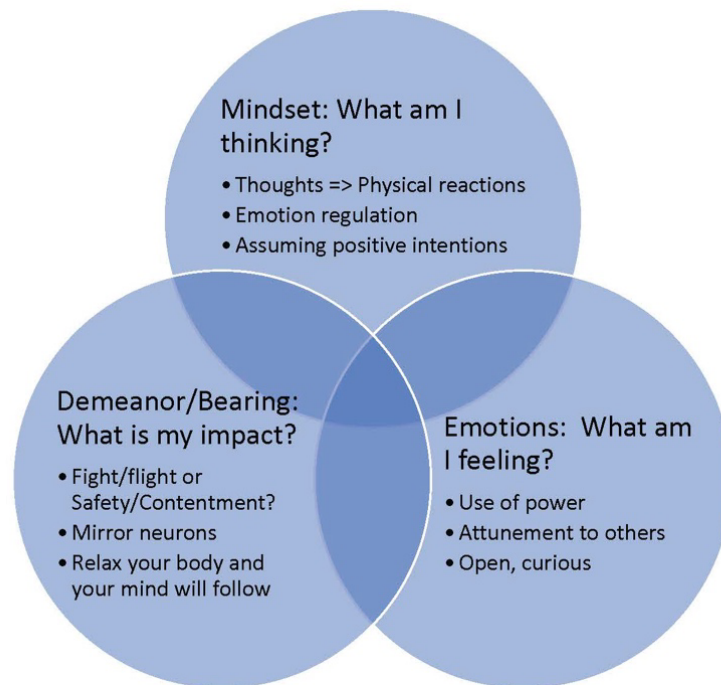 Mindset: What am I
thinking?
• Thoughts => Physical reactions
• Emotion regulation
• Assuming positive intentions
Demeanor/Bearing:
What is my impact?
• Fight/flight or
Safety/Contentment?
• Mirror neurons
• Relax your body and
your mind will follow
Emotions: What am
I feeling?
• Use of power
• Attunement to others
• Open, curious